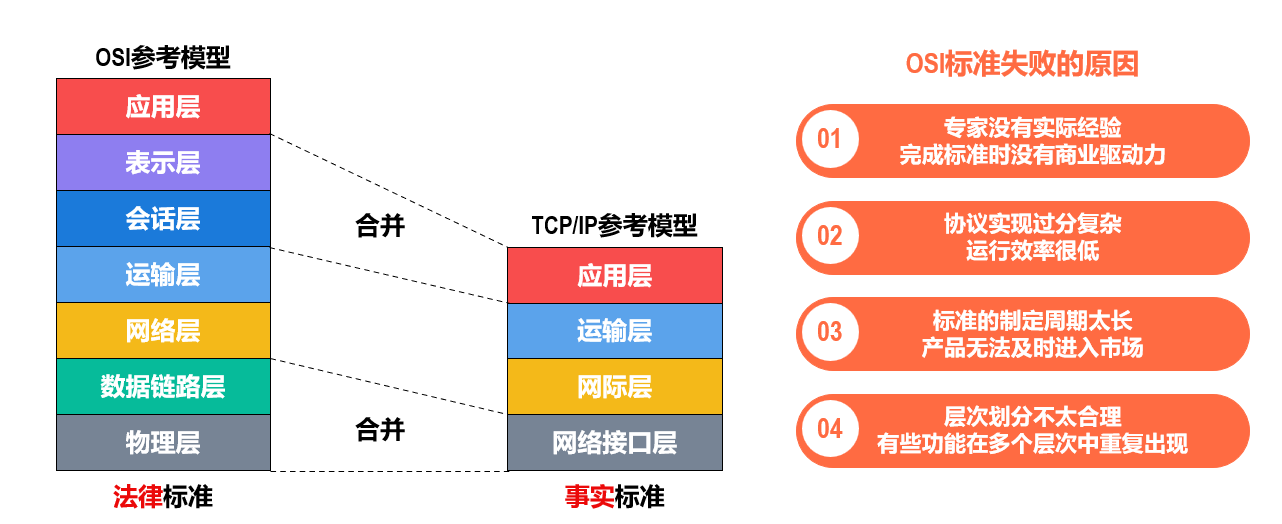 OSI参考模型
应用层
表示层
会话层
运输层
网络层
数据链路层
物理层
法律标准
合并
合并
TCP/IP参考模型
应用层
运输层
网际层
网络接口层
事实标准
OSI标准失败的原因
01
专家没有实际经验
完成标准时没有商业驱动力
02
协议实现过分复杂
运行效率很低
03
标准的制定周期太长
产品无法及时进入市场
04
层次划分不太合理
有些功能在多个层次中重复出现